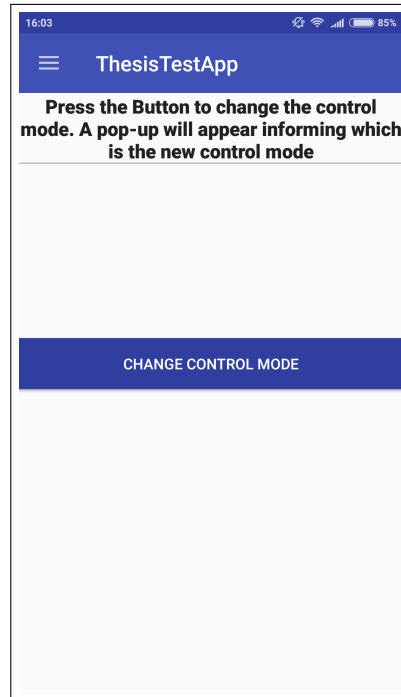 16:03
85%
ThesisTestApp
Press the Button to change the control
mode. A pop-up will appear informing which
is the new control mode
CHANGE CONTROL MODE